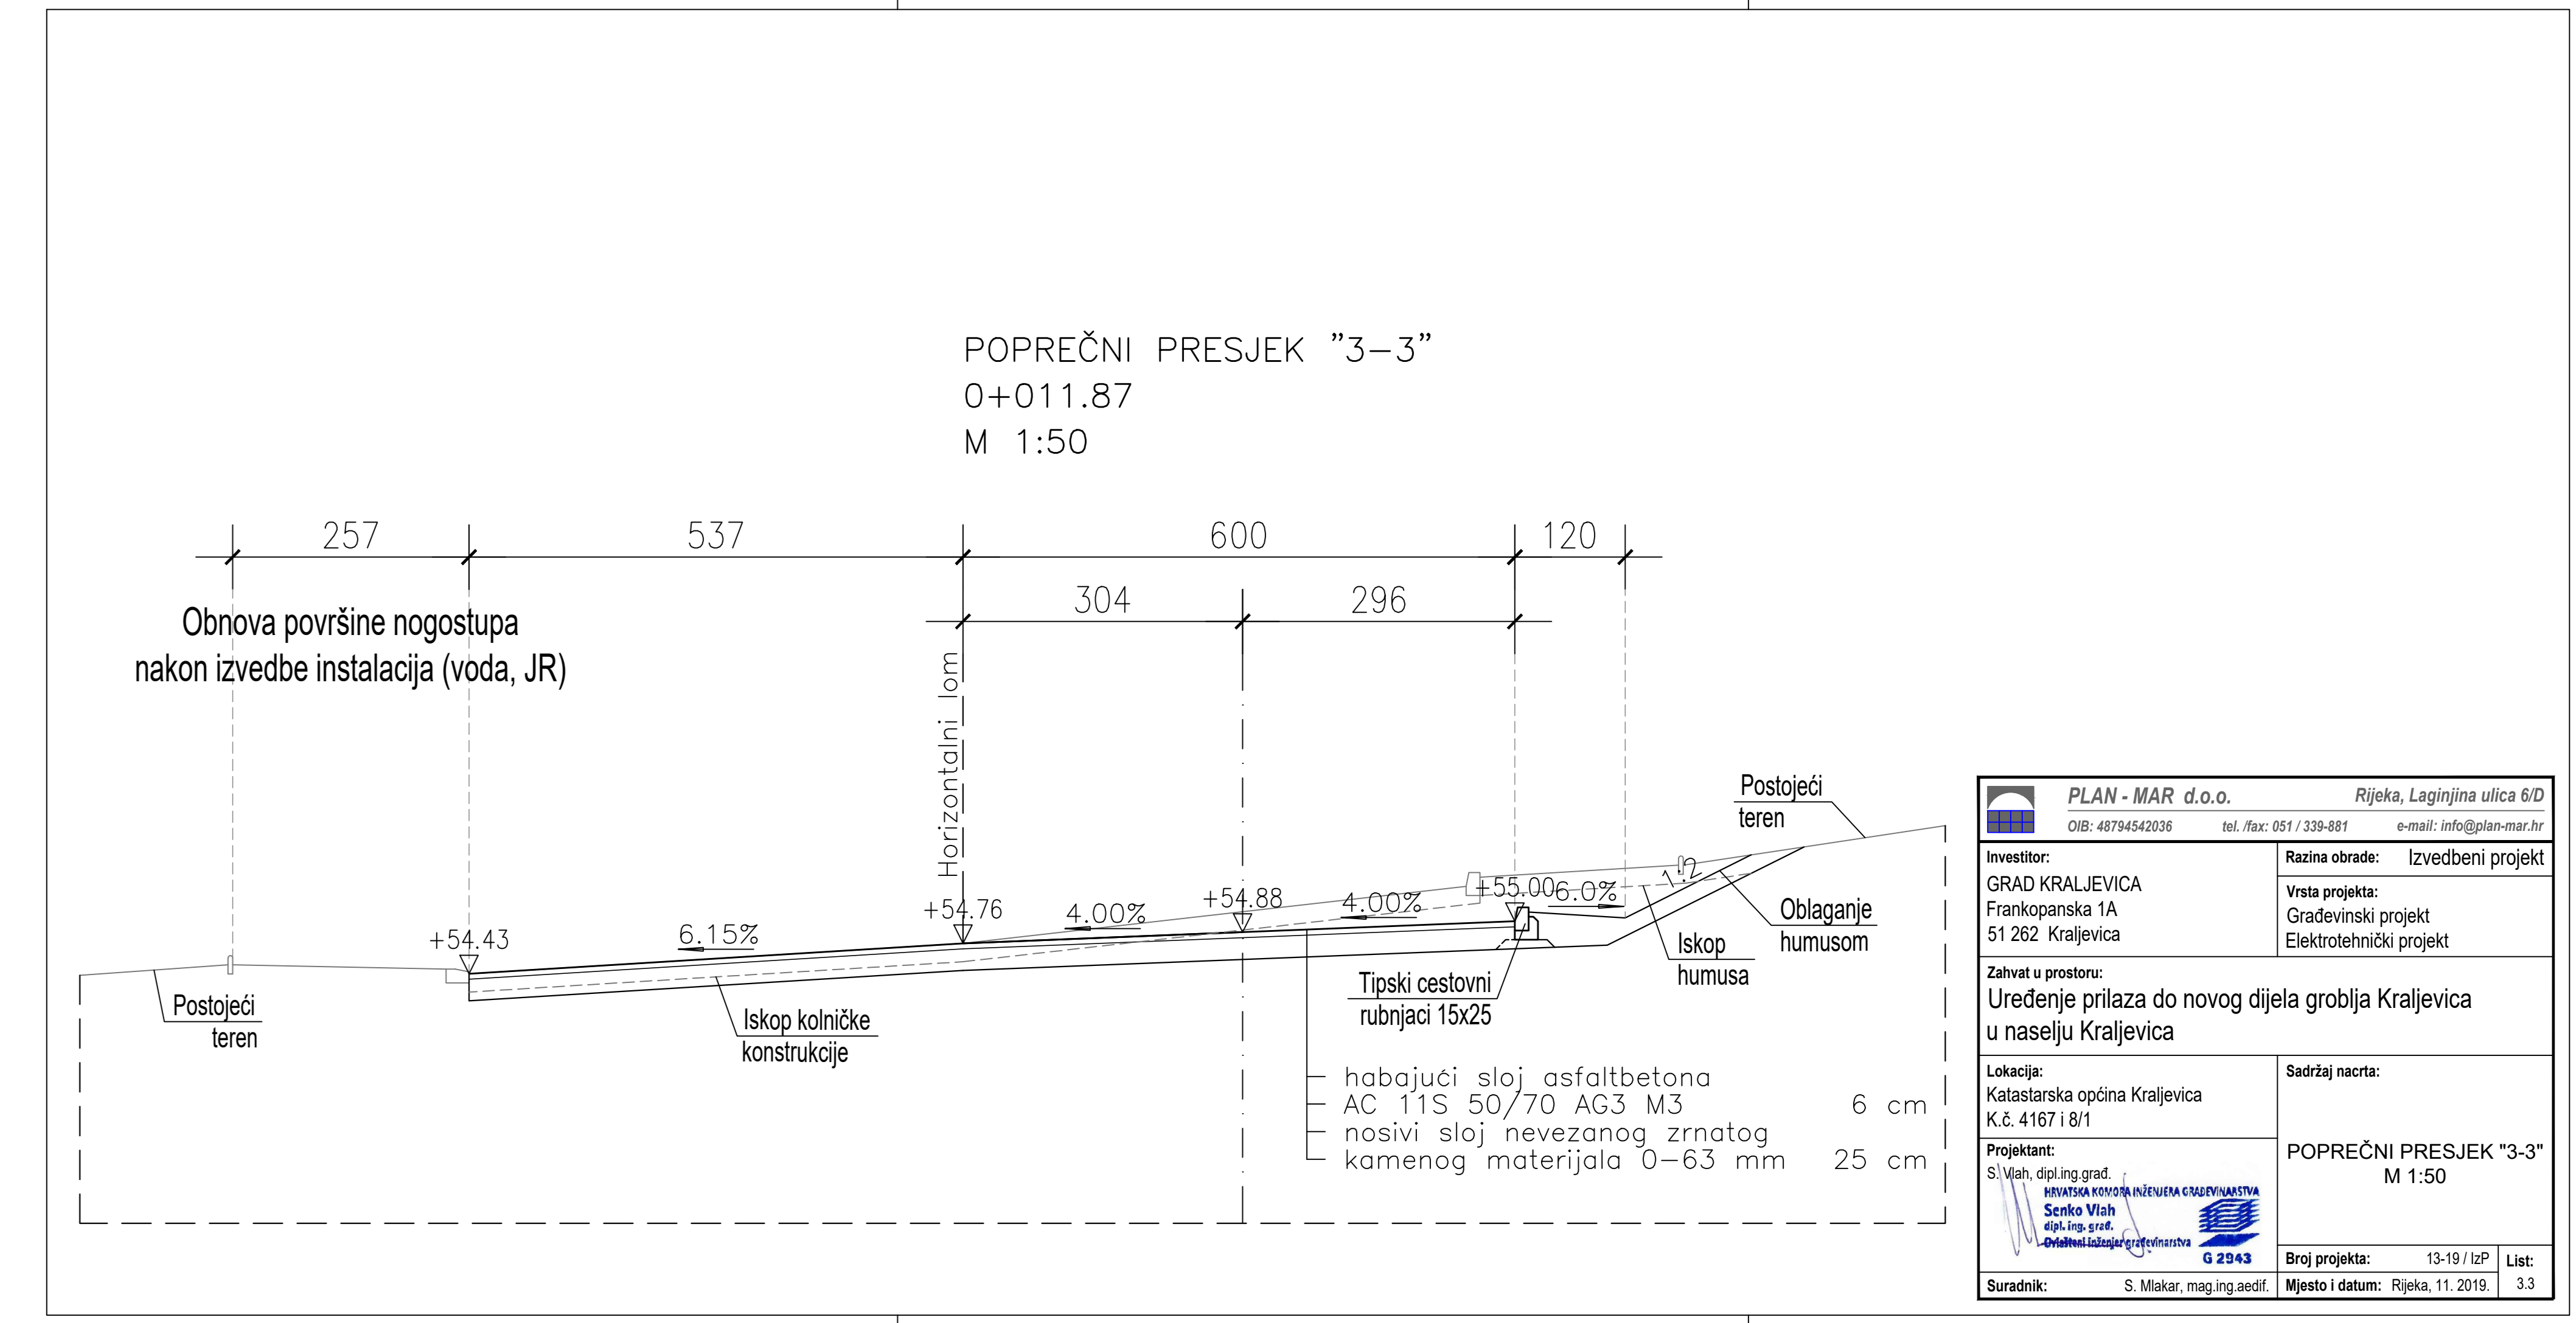 POPREČNI PRESJEK "3-3"
0+011.87
M 1:50
257
537
600
120
304
296
Obnova površine nogostupa
nakon izvedbe instalacija (voda, JR)
Horizontalni lom
+54.43
6.15%
+54.76
4.00%
+54.88
4.00%
+55.00
6.0%
1:2
Postojeći
teren
Postojeći
teren
Oblaganje
humusom
Iskop
humusa
Tipski cestovni
rubnjaci 15x25
Iskop kolničke
konstrukcije
habajući sloj asfaltbetona
AC 11S 50/70 AG3 M3 6 cm
nosivi sloj nevezanog zrnatog
kamenog materijala 0-63 mm 25 cm
PLAN - MAR d.o.o. Rijeka, Laginjina ulica 6/D
OIB: 48794542036 tel. /fax: 051 / 339-881 e-mail: info@plan-mar.hr
Investitor:
GRAD KRALJEVICA
Frankopanska 1A
51 262 Kraljevica
Razina obrade: Izvedbeni projekt
Vrsta projekta:
Građevinski projekt
Elektrotehnički projekt
Zahvat u prostoru:
Uređenje prilaza do novog dijela groblja Kraljevica
u naselju Kraljevica
Lokacija:
Katastarska općina Kraljevica
K.č. 4167 i 8/1
Sadržaj nacrta:
POPREČNI PRESJEK "3-3"
M 1:50
Projektant:
S. Vlah, dipl.ing.građ.
HRVATSKA KOMORA INŽENJERA GRAĐEVINARSTVA
Senko Vlah
dipl. ing. građ.
Ovlašteni inženjer građevinarstva
G 2943
Suradnik: S. Mlakar, mag.ing.aedif.
Broj projekta: 13-19 / IzP
Mjesto i datum: Rijeka, 11. 2019.
List:
3.3